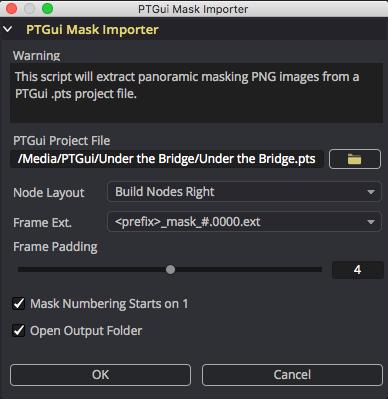 PTGui Mask Importer
PTGui Mask Importer
Warning
This script will extract panoramic masking PNG images from a
PTGui .pts project file.
PTGui Project File
/Media/PTGui/Under the Bridge/Under the Bridge.pts
Node Layout
Build Nodes Right
Frame Ext.
<prefix>_mask_#.0000.ext
Frame Padding
4
Mask Numbering Starts on 1
Open Output Folder
OK
Cancel